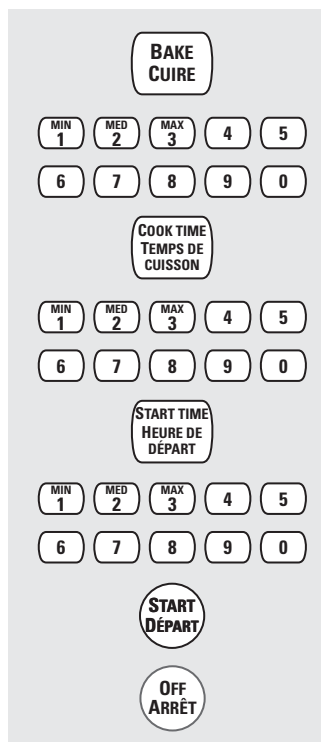 BAKE
CUIRE
MIN MED MAX
1 2 3 4 5
6 7 8 9 0
COOK TIME
TEMPS DE
CUISSON
MIN MED MAX
1 2 3 4 5
6 7 8 9 0
START TIME
HEURE DE
DÉPART
MIN MED MAX
1 2 3 4 5
6 7 8 9 0
START
DÉPART
OFF
ARRÊT